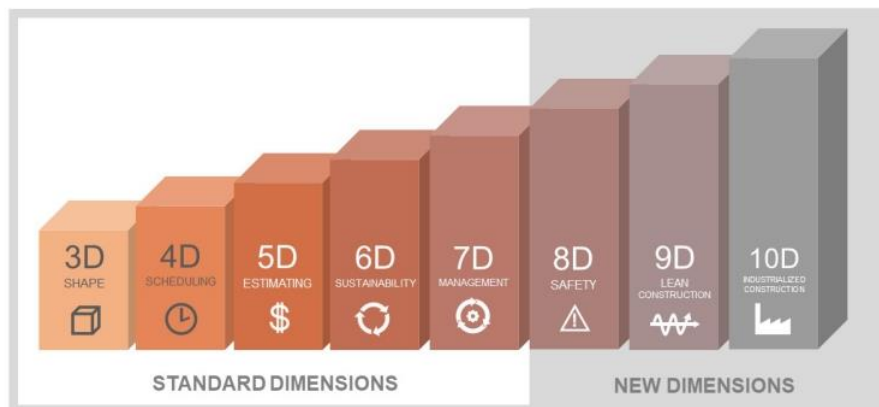 3D
SHAPE
4D
SCHEDULING
5D
ESTIMATING
$
6D
SUSTAINABILITY
7D
MANAGEMENT
8D
SAFETY
9D
LEAN
CONSTRUCTION
10D
INDUSTRIALIZED
CONSTRUCTION
STANDARD DIMENSIONS
NEW DIMENSIONS